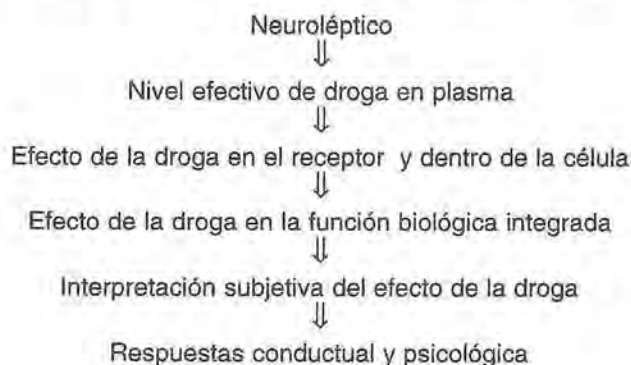 Neuroléptico
⇓
Nivel efectivo de droga en plasma
⇓
Efecto de la droga en el receptor y dentro de la célula
⇓
Efecto de la droga en la función biológica integrada
⇓
Interpretación subjetiva del efecto de la droga
⇓
Respuestas conductual y psicológica